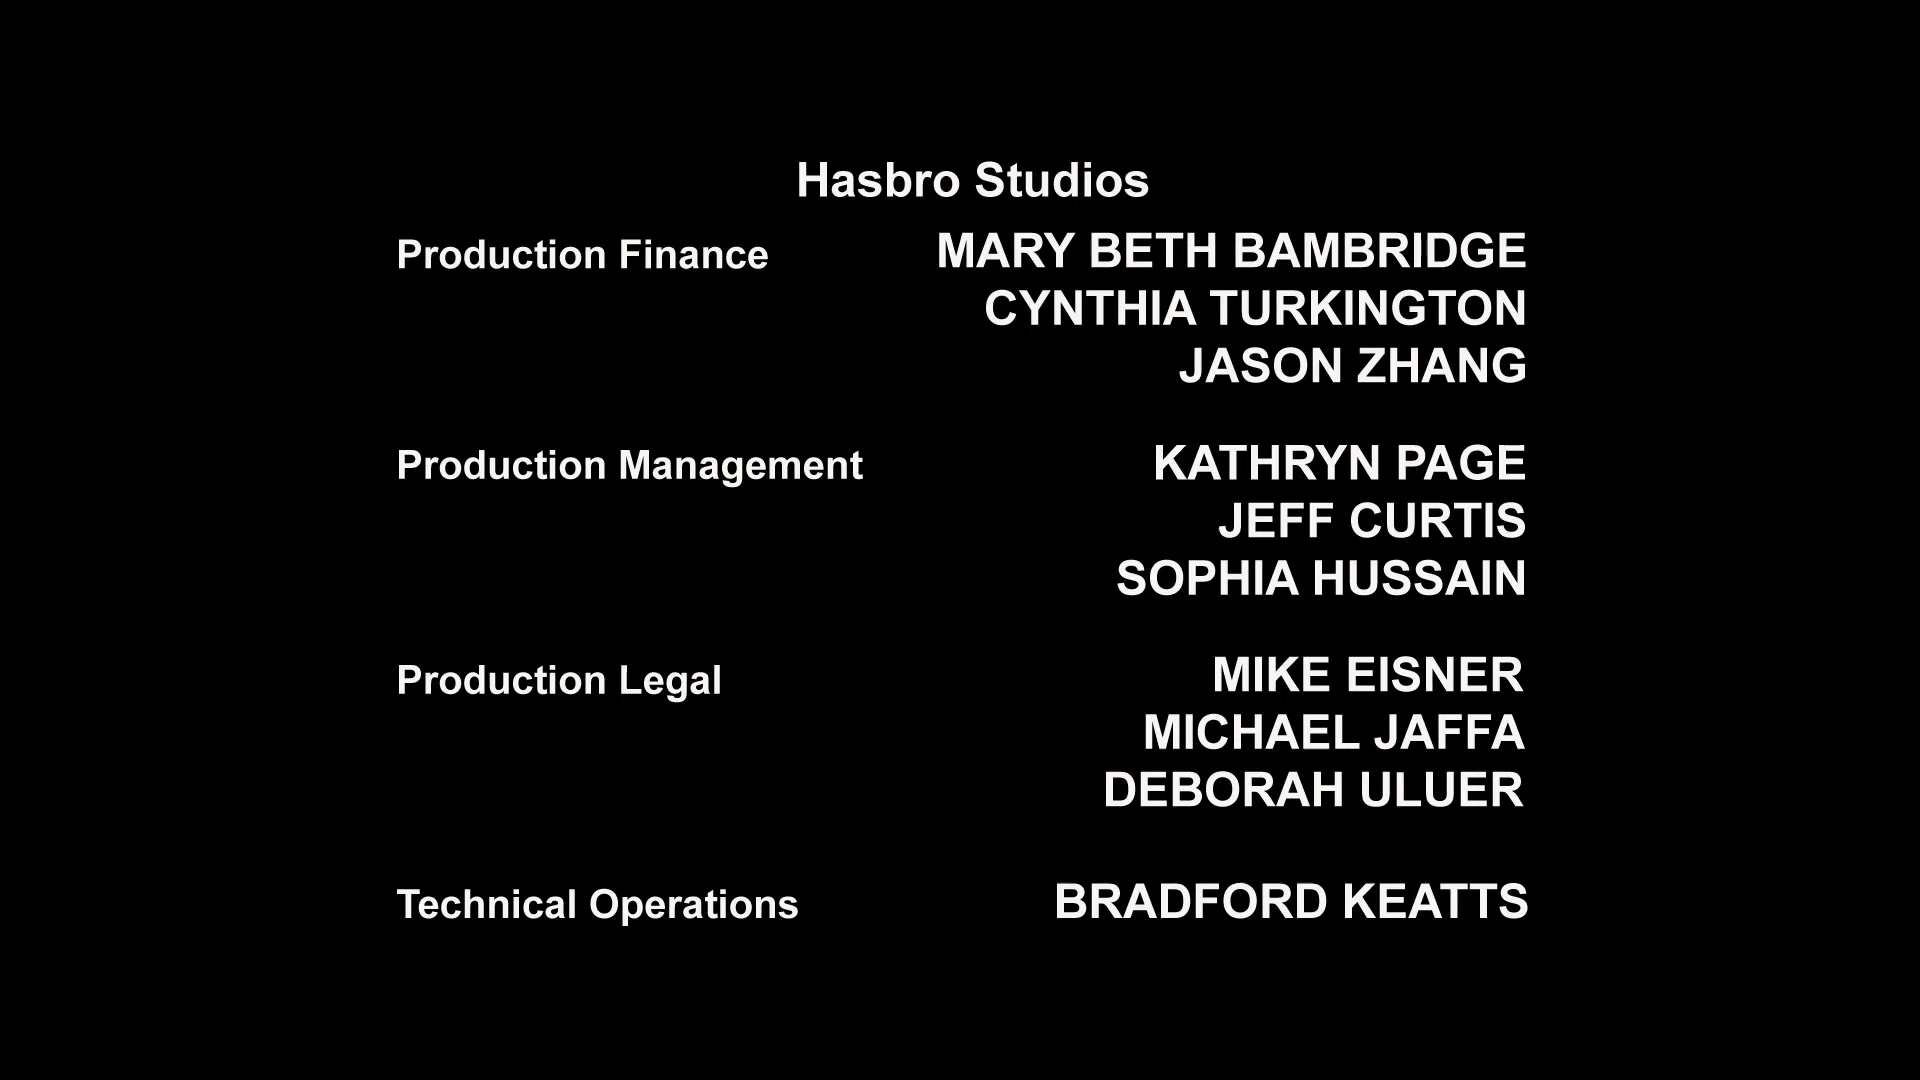 Hasbro Studios
Production Finance MARY BETH BAMBRIDGE
CYNTHIA TURKINGTON
JASON ZHANG
Production Management KATHRYN PAGE
JEFF CURTIS
SOPHIA HUSSAIN
Production Legal MIKE EISNER
MICHAEL JAFFA
DEBORAH ULUER
Technical Operations BRADFORD KEATTS